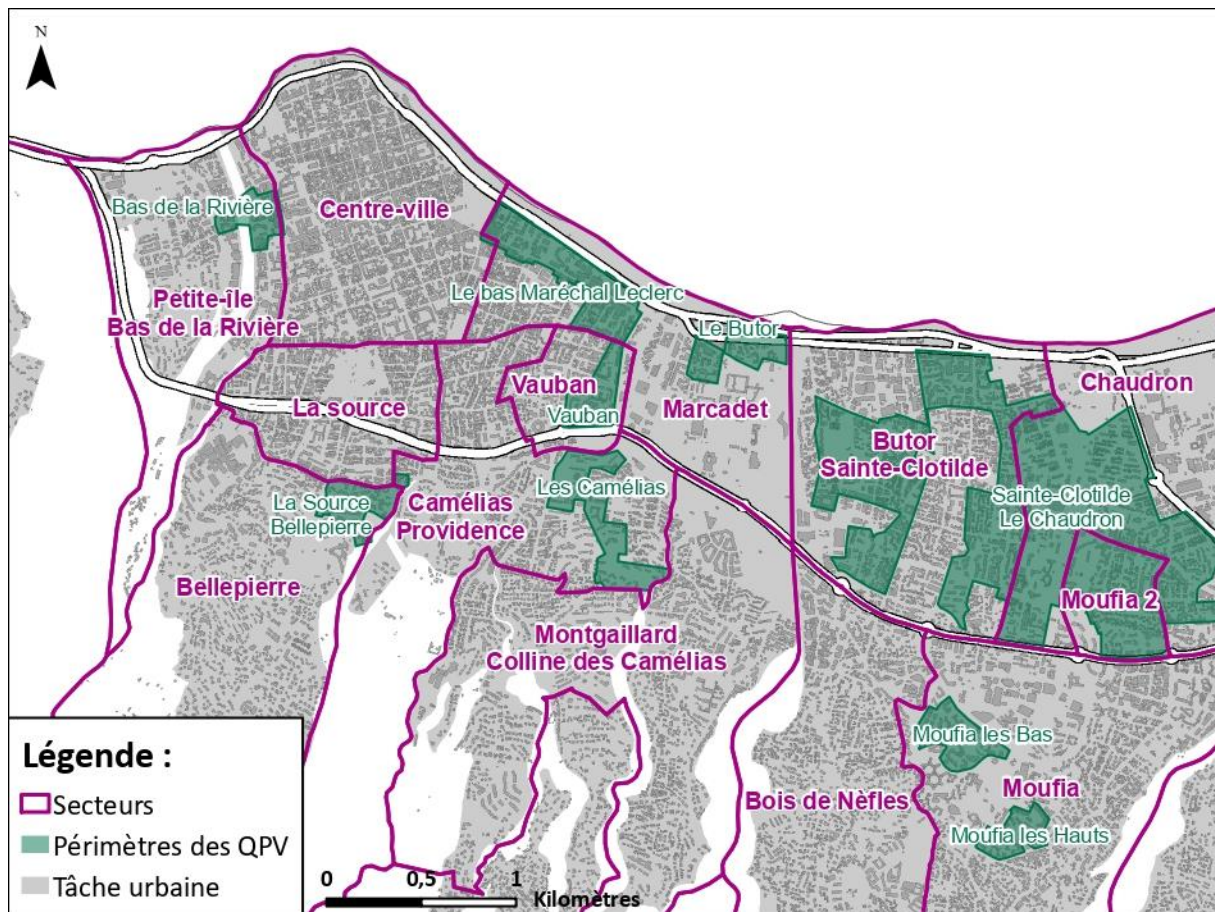 N
Bas de la Rivière
Centre-ville
Petite-île
Bas de la Rivière
Le bas Maréchal Leclerc
Le Butor
Vauban
Vauban
La source
Marcadet
Chaudron
Butor
Sainte-Clotilde
Les Camélias
La Source
Bellepierre
Camélias
Providence
Sainte-Clotilde
Le Chaudron
Bellepierre
Moufia 2
Montgaillard
Colline des Camélias
Moufia les Bas
Bois de Nèfles
Moufia
Moufia les Hauts
Légende :
Secteurs
Périmètres des QPV
Tâche urbaine
0 0,5 1
Kilomètres